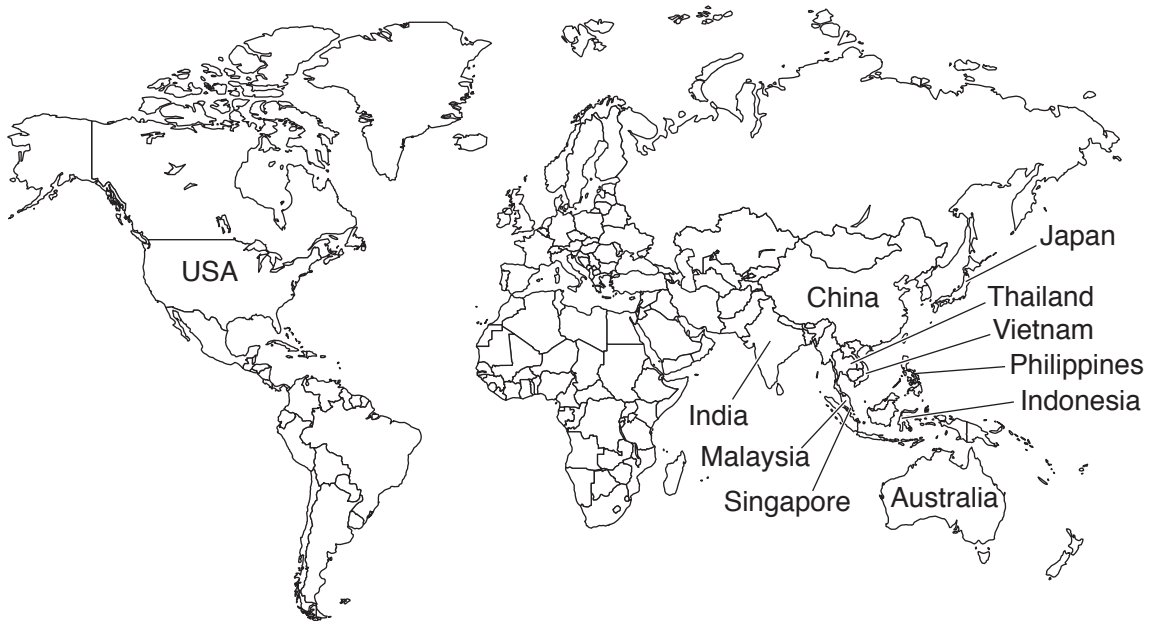 Japan
USA
China
Thailand
Vietnam
Philippines
Indonesia
India
Malaysia
Singapore
Australia